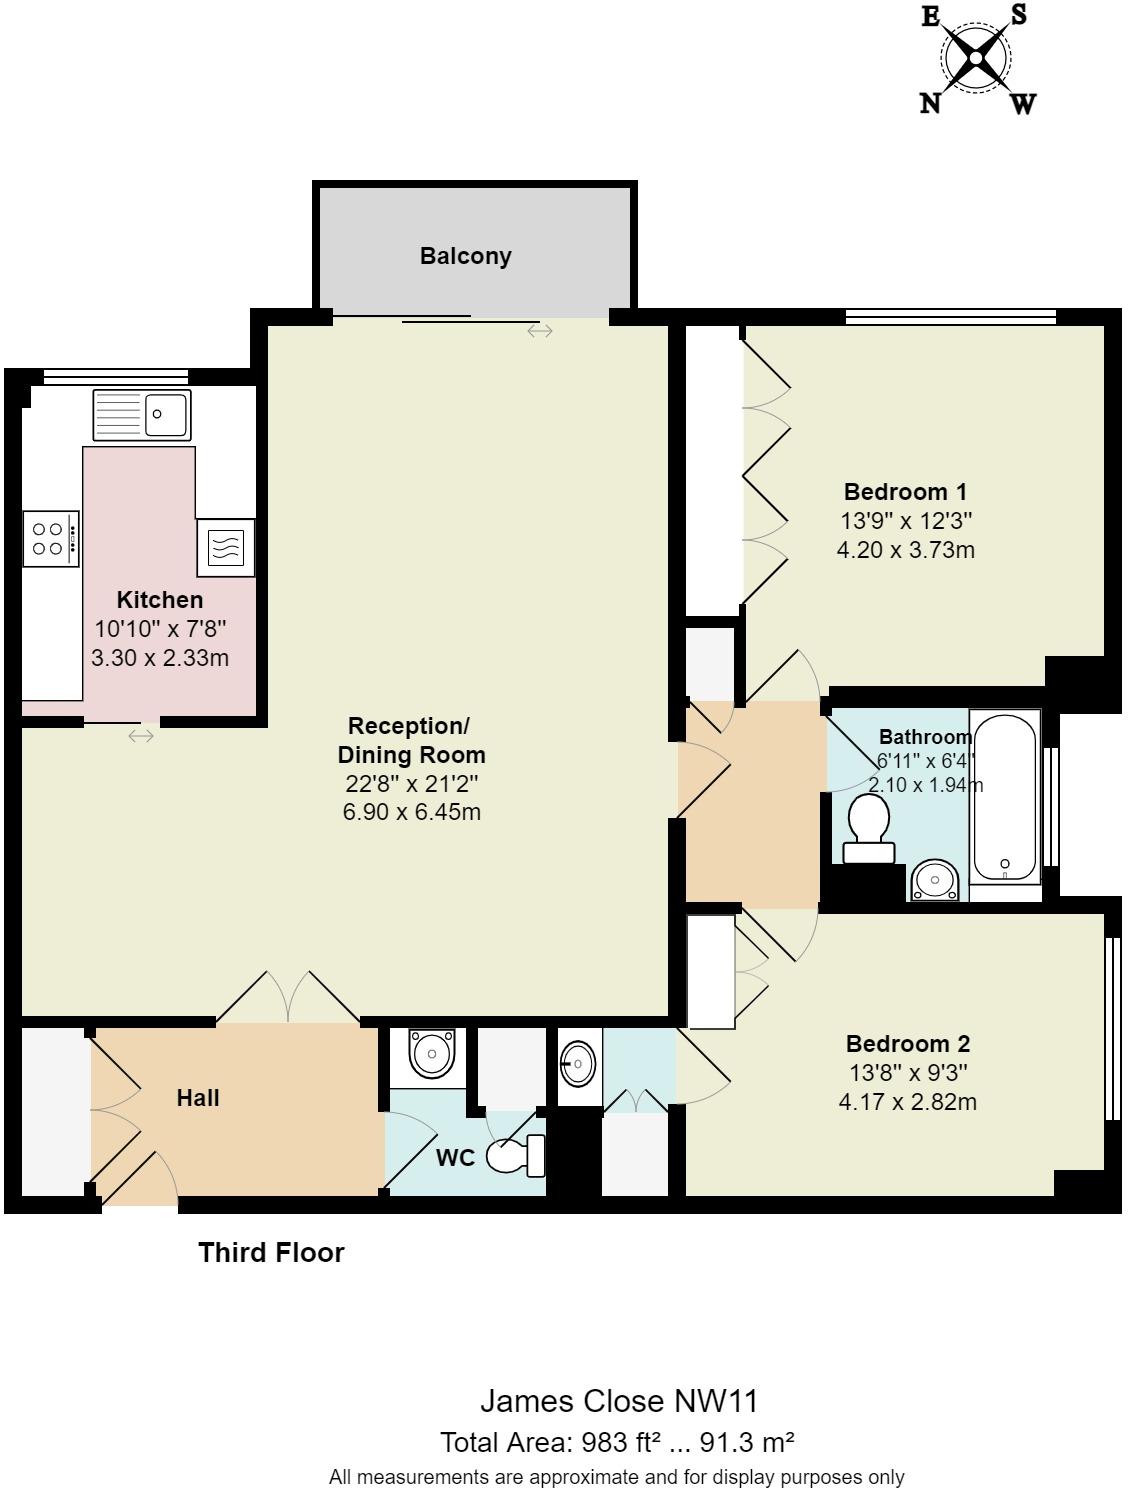 E S
N W
Balcony
Bedroom 1
13'9" x 12'3"
4.20 x 3.73m
Kitchen
10'10" x 7'8"
3.30 x 2.33m
Reception/
Dining Room
22'8" x 21'2"
6.90 x 6.45m
Bathroom
6'11" x 6'4"
2.10 x 1.94m
Bedroom 2
13'8" x 9'3"
4.17 x 2.82m
Hall
WC
Third Floor
James Close NW11
Total Area: 983 ft² ... 91.3 m²
All measurements are approximate and for display purposes only